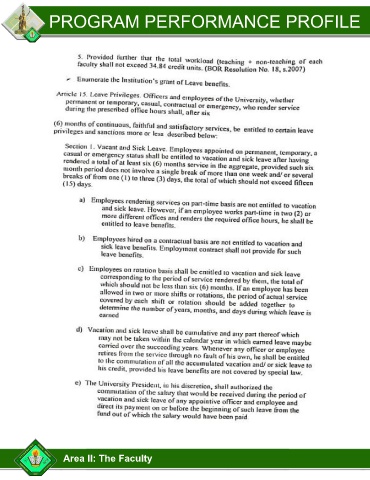 PROGRAM PERFORMANCE PROFILE
5. Provided further that the total workload (teaching + non-teaching of each
faculty shall not exceed 34.84 credit units. (BOR Resolution No. 18, s.2007)
➢ Enumerate the Institution's grant of Leave benefits.
Article 15. Leave Privileges. Officers and employees of the University, whether
permanent or temporary, casual, contractual or emergency, who render service
during the prescribed office hours shall, after six
(6) months of continuous, faithful and satisfactory services, be entitled to certain leave
privileges and sanctions more or less described below:
Section 1. Vacant and Sick Leave. Employees appointed on permanent, temporary, a
casual or emergency status shall be entitled to vacation and sick leave after having
rendered a total of at least six (6) months service in the aggregate, provided such six
month period does not involve a single break of more than one week and/ or several
breaks of from one (1) to three (3) days, the total of which should not exceed fifteen
(15) days.
a) Employees rendering services on part-time basis are not entitled to vacation
and sick leave. However, if an employee works part-time in two (2) or
more different offices and renders the required office hours, he shall be
entitled to leave benefits.
b) Employees hired on a contractual basis are not entitled to vacation and
sick leave benefits. Employment contract shall not provide for such
leave benefits.
c) Employees on rotation basis shall be entitled to vacation and sick leave
corresponding to the period of service rendered by them, the total of
which should not be less than six (6) months. If an employee has been
allowed in two or more shifts or rotations, the period of actual service
covered by each shift or rotation should be added together to
determine the number of years, months, and days during which leave is
earned
d) Vacation and sick leave shall be cumulative and any part thereof which
may not be taken within the calendar year in which earned leave maybe
carried over the succeeding years. Whenever any officer or employee
retires from the service through no fault of his own, he shall be entitled
to the commutation of all the accumulated vacation and/ or sick leave to
his credit, provided his leave benefits are not covered by special law.
e) The University President, in his discretion, shall authorized the
commutation of the salary that would be received during the period of
vacation and sick leave of any appointive officer and employee and
direct its payment on or before the beginning of such leave from the
fund out of which the salary would have been paid
Area II: The Faculty